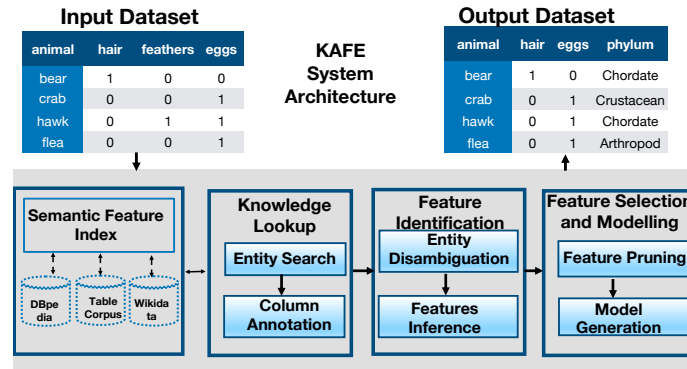 Input Dataset
animal hair feathers eggs
bear 1 0 0
crab 0 0 1
hawk 0 1 1
flea 0 0 1
KAFE
System
Architecture
Output Dataset
animal hair eggs phylum
bear 1 0 Chordate
crab 0 1 Crustacean
hawk 0 1 Chordate
flea 0 1 Arthropod
Semantic Feature
Index
DBpe
dia
Table
Corpus
Wikida
ta
Knowledge
Lookup
Entity Search
Column
Annotation
Feature
Identification
Entity
Disambiguation
Features
Inference
Feature Selection
and Modelling
Feature Pruning
Model
Generation